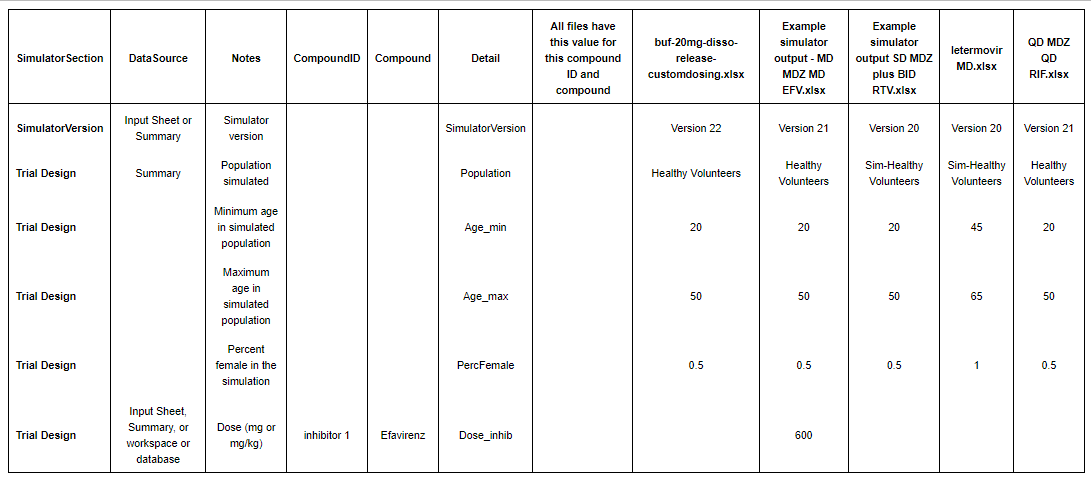 SimulatorSection DataSource Notes CompoundID Compound Detail All files have this value for this compound ID and compound buf-20mg-disso-release-customdosing.xlsx Example simulator output - MD MDZ MD EFV.xlsx Example simulator output SD MDZ plus BID RTV.xlsx letermovir MD.xlsx QD MDZ QD RIF.xlsx
SimulatorVersion Input Sheet or Summary Simulator version SimulatorVersion Version 22 Version 21 Version 20 Version 20 Version 21
Trial Design Summary Population simulated Population Healthy Volunteers Healthy Volunteers Sim-Healthy Volunteers Sim-Healthy Volunteers Healthy Volunteers
Trial Design Minimum age in simulated population Age_min 20 20 20 45 20
Trial Design Maximum age in simulated population Age_max 50 50 50 65 50
Trial Design Percent female in the simulation PercFemale 0.5 0.5 0.5 1 0.5
Trial Design Input Sheet, Summary, or workspace or database Dose (mg or mg/kg) inhibitor 1 Efavirenz Dose_inhib 600